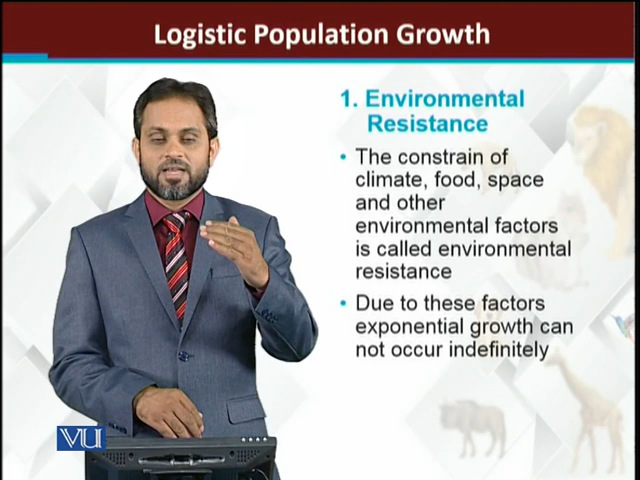 Logistic Population Growth
1. Environmental
Resistance
• The constrain of
climate, food, space
and other
environmental factors
is called environmental
resistance
• Due to these factors
exponential growth can
not occur indefinitely
VU